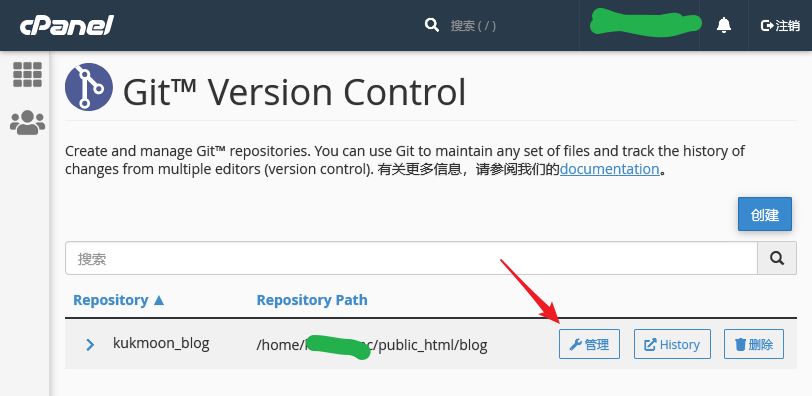 cPanel
搜索 ( / )
注销
Git™ Version Control
Create and manage Git™ repositories. You can use Git to maintain any set of files and track the history of
changes from multiple editors (version control). 有关更多信息，请参阅我们的documentation。
创建
搜索
Repository ▲ Repository Path
kukmoon_blog /home/ c/public_html/blog 管理 History 删除